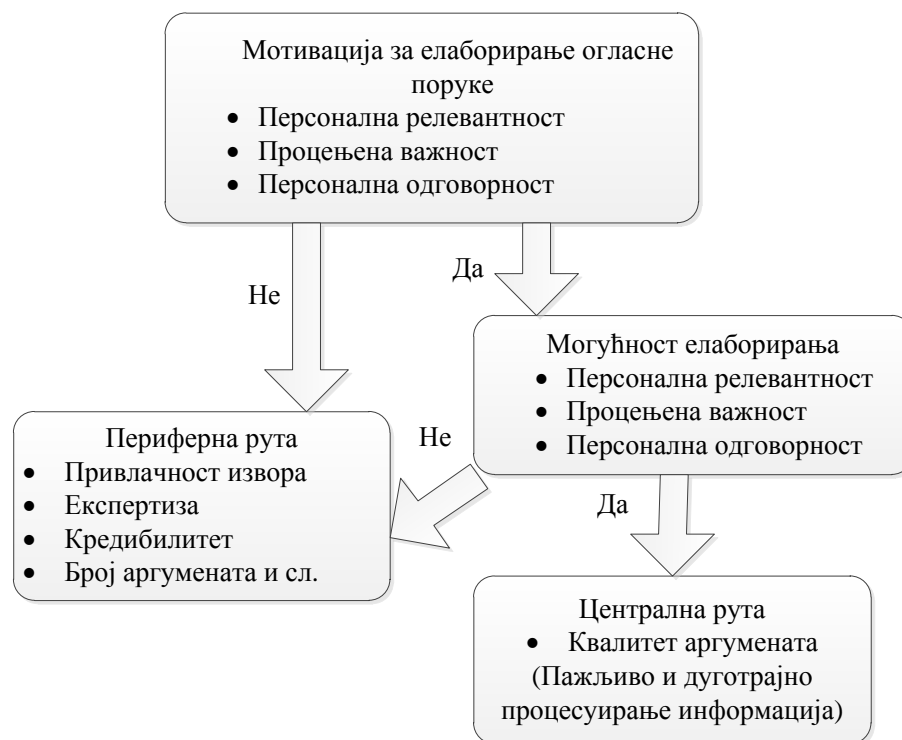 Мотивација за елаборирање огласне
поруке
• Персонална релевантност
• Процењена важност
• Персонална одговорност
Не
Да
Могућност елаборирања
• Персонална релевантност
• Процењена важност
• Персонална одговорност
Периферна рута
• Привлачност извора
• Експертиза
• Кредибилитет
• Број аргумената и сл.
Не
Да
Централна рута
• Квалитет аргумената
(Пажљиво и дуготрајно
процесуирање информација)